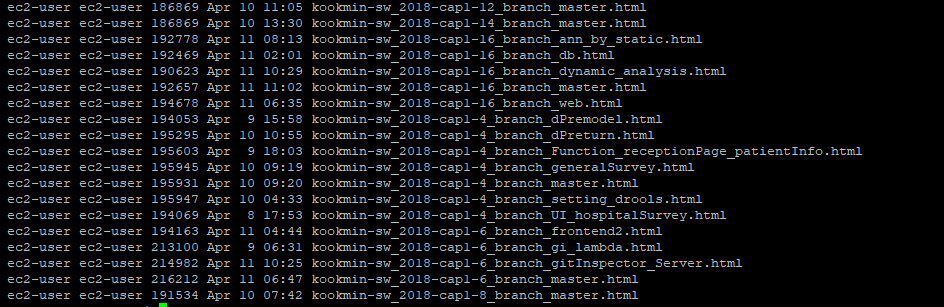 ec2-user ec2-user 186869 Apr 10 11:05 kookmin-sw_2018-cap1-12_branch_master.html
ec2-user ec2-user 186869 Apr 10 13:30 kookmin-sw_2018-cap1-14_branch_master.html
ec2-user ec2-user 192778 Apr 11 08:13 kookmin-sw_2018-cap1-16_branch_ann_by_static.html
ec2-user ec2-user 192469 Apr 11 02:01 kookmin-sw_2018-cap1-16_branch_db.html
ec2-user ec2-user 190623 Apr 11 10:29 kookmin-sw_2018-cap1-16_branch_dynamic_analysis.html
ec2-user ec2-user 192657 Apr 11 11:02 kookmin-sw_2018-cap1-16_branch_master.html
ec2-user ec2-user 194678 Apr 11 06:35 kookmin-sw_2018-cap1-16_branch_web.html
ec2-user ec2-user 194053 Apr  9 15:58 kookmin-sw_2018-cap1-4_branch_dPremodel.html
ec2-user ec2-user 195295 Apr 10 10:55 kookmin-sw_2018-cap1-4_branch_dPreturn.html
ec2-user ec2-user 195603 Apr  9 18:03 kookmin-sw_2018-cap1-4_branch_Function_receptionPage_patientInfo.html
ec2-user ec2-user 195945 Apr 10 09:19 kookmin-sw_2018-cap1-4_branch_generalSurvey.html
ec2-user ec2-user 195931 Apr 10 09:20 kookmin-sw_2018-cap1-4_branch_master.html
ec2-user ec2-user 195947 Apr 10 04:33 kookmin-sw_2018-cap1-4_branch_setting_drools.html
ec2-user ec2-user 194069 Apr  8 17:53 kookmin-sw_2018-cap1-4_branch_UI_hospitalSurvey.html
ec2-user ec2-user 194163 Apr 11 04:44 kookmin-sw_2018-cap1-6_branch_frontend2.html
ec2-user ec2-user 213100 Apr  9 06:31 kookmin-sw_2018-cap1-6_branch_gi_lambda.html
ec2-user ec2-user 214982 Apr 11 10:25 kookmin-sw_2018-cap1-6_branch_gitInspector_Server.html
ec2-user ec2-user 216212 Apr 11 06:47 kookmin-sw_2018-cap1-6_branch_master.html
ec2-user ec2-user 191534 Apr 10 07:42 kookmin-sw_2018-cap1-8_branch_master.html